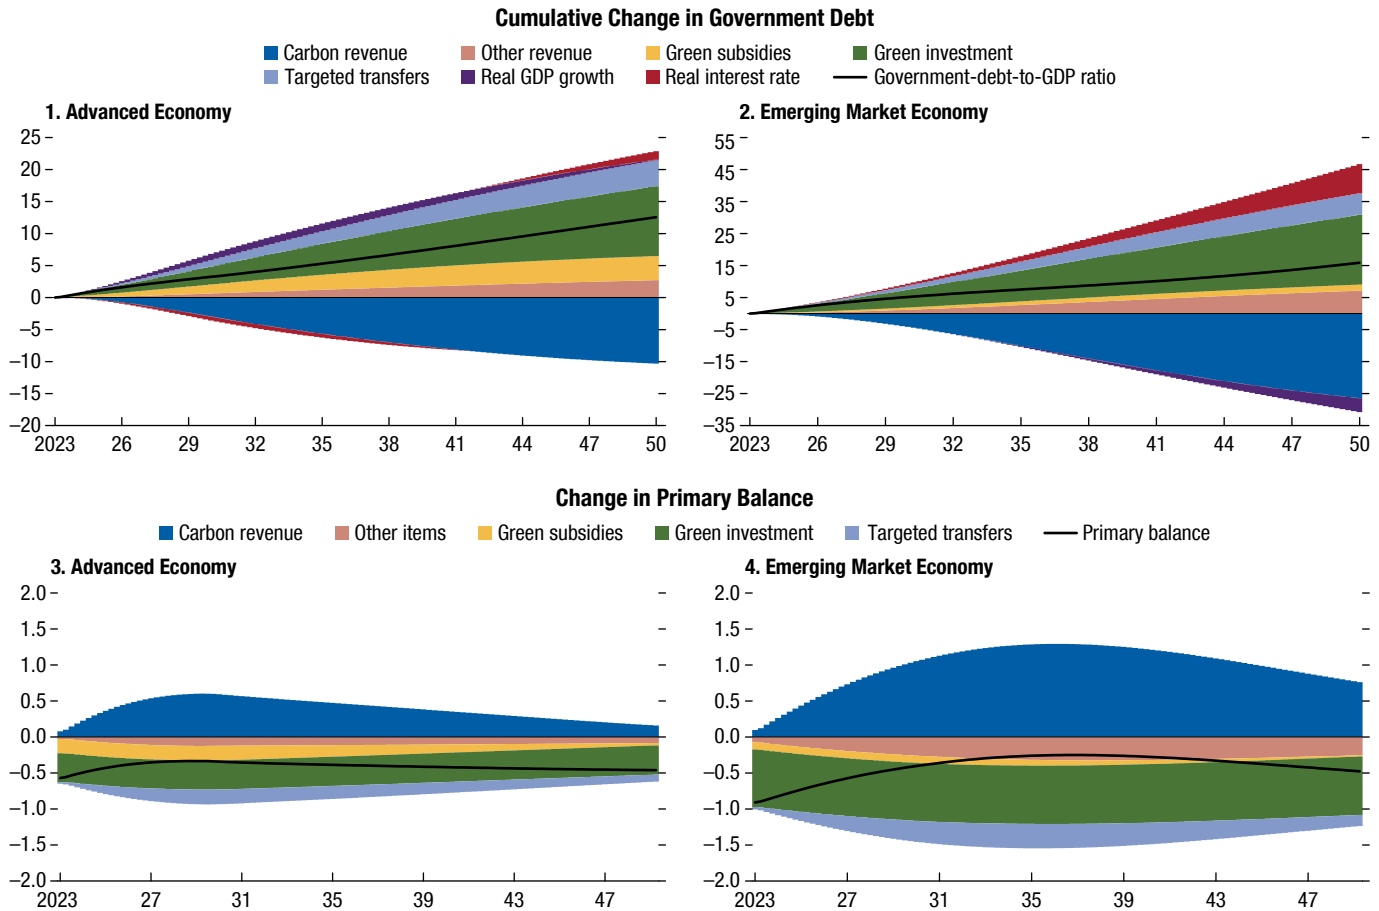 Cumulative Change in Government Debt
Carbon revenue Other revenue Green subsidies Green investment
Targeted transfers Real GDP growth Real interest rate Government-debt-to-GDP ratio
1. Advanced Economy
25
20
15
10
5
0
–5
–10
–15
–20
2023 26 29 32 35 38 41 44 47 50
2. Emerging Market Economy
55
45
35
25
15
5
–5
–15
–25
–35
2023 26 29 32 35 38 41 44 47 50
Change in Primary Balance
Carbon revenue Other items Green subsidies Green investment Targeted transfers Primary balance
3. Advanced Economy
2.0
1.5
1.0
0.5
0.0
–0.5
–1.0
–1.5
–2.0
2023 27 31 35 39 43 47
4. Emerging Market Economy
2.0
1.5
1.0
0.5
0.0
–0.5
–1.0
–1.5
–2.0
2023 27 31 35 39 43 47